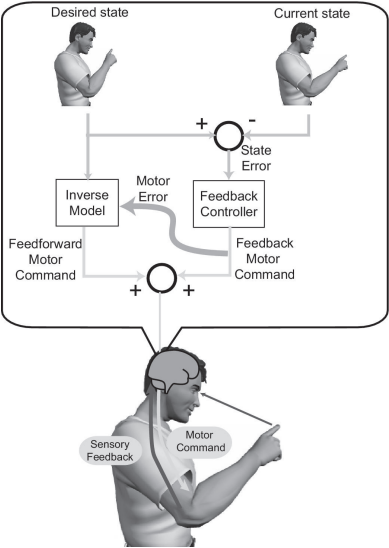 Desired state
Current state
+
-
State
Error
Motor
Error
Inverse
Model
Feedback
Controller
Feedforward
Motor
Command
Feedback
Motor
Command
+
+
Sensory
Feedback
Motor
Command